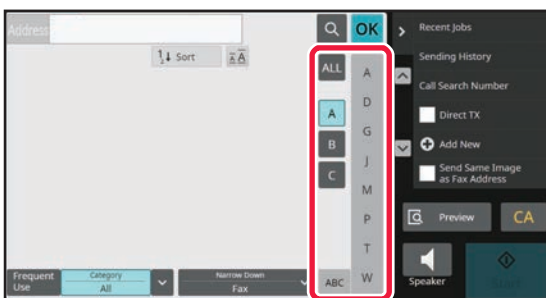 Address
OK
Sort
ALL
A
B
C
ABC
A
D
G
J
M
P
T
W
Frequent
Use
Category
All
Narrow Down
Fax
Recent Jobs
Sending History
Call Search Number
Direct TX
Add New
Send Same Image
as Fax Address
Preview
CA
Speaker
Start